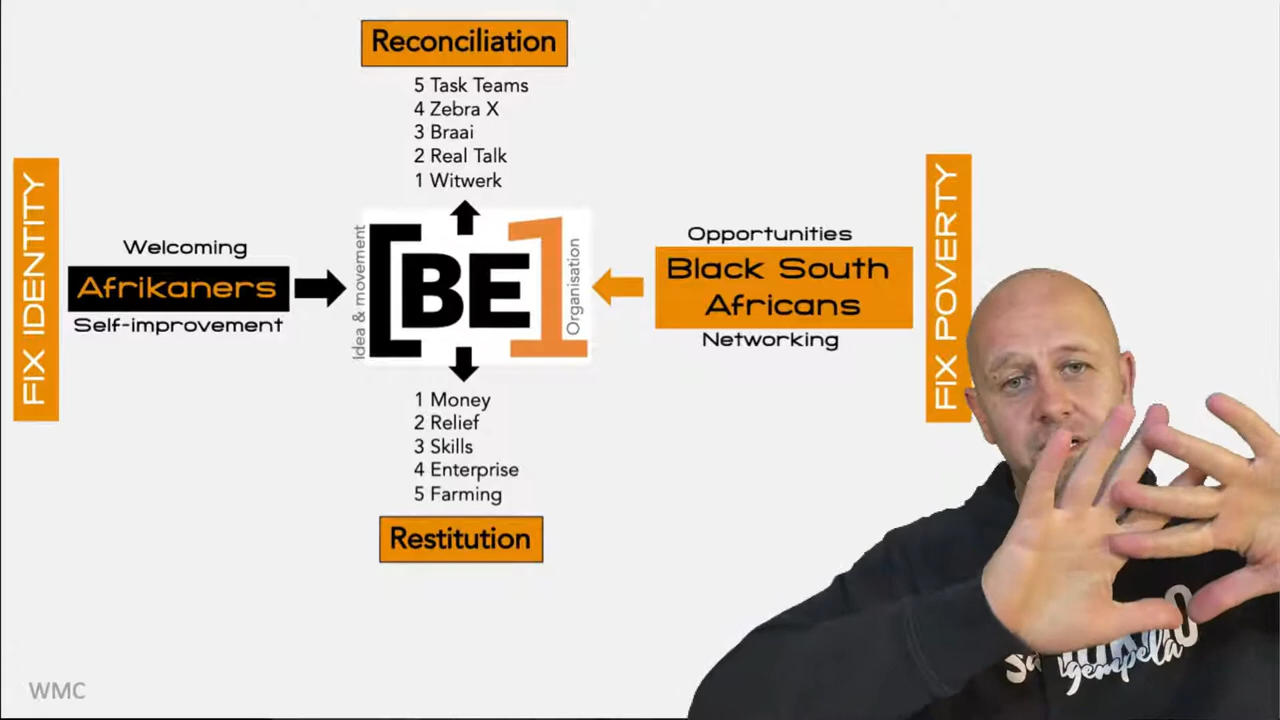 Reconciliation
5 Task Teams
4 Zebra X
3 Braai
2 Real Talk
1 Witwerk
FIX IDENTITY
Welcoming
Afrikaners
Self-improvement
Idea & movement
[BE1
Organisation
Opportunities
Black South
Africans
Networking
FIX POVERTY
1 Money
2 Relief
3 Skills
4 Enterprise
5 Farming
Restitution
gempela
WMC